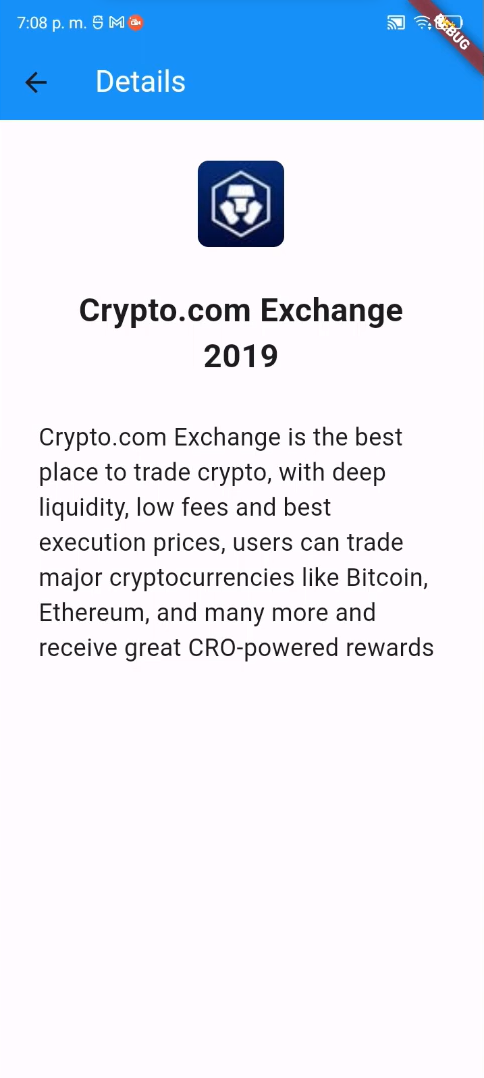 7:08 p. m.
DEBUG
Details
Crypto.com Exchange
2019
Crypto.com Exchange is the best
place to trade crypto, with deep
liquidity, low fees and best
execution prices, users can trade
major cryptocurrencies like Bitcoin,
Ethereum, and many more and
receive great CRO-powered rewards